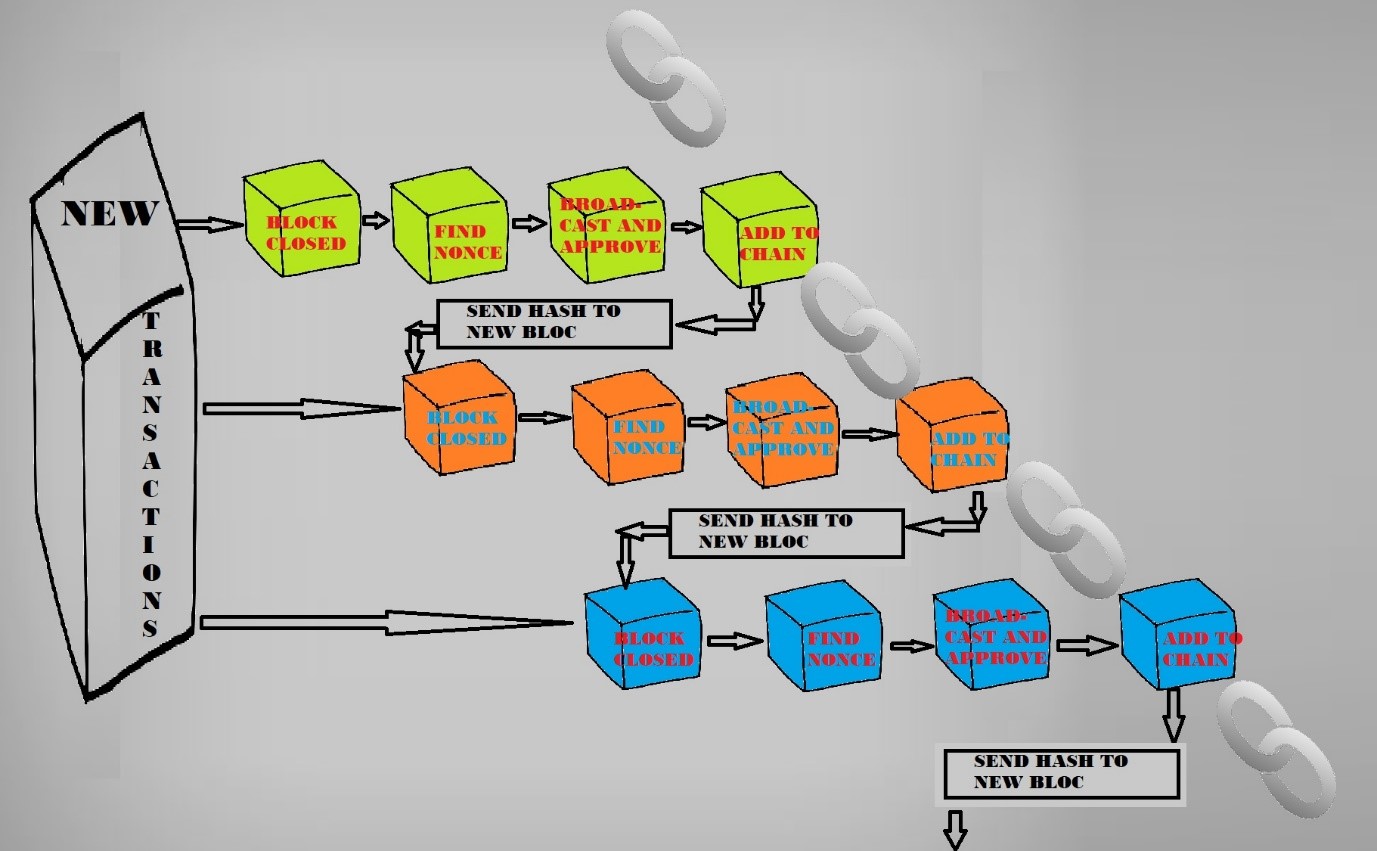 NEW
TRANSACTIONS
BLOCK
CLOSED
FIND
NONCE
BROAD-
CAST AND
APPROVE
ADD TO
CHAIN
SEND HASH TO
NEW BLOC
BLOCK
CLOSED
FIND
NONCE
BROAD-
CAST AND
APPROVE
ADD TO
CHAIN
SEND HASH TO
NEW BLOC
BLOCK
CLOSED
FIND
NONCE
BROAD-
CAST AND
APPROVE
ADD TO
CHAIN
SEND HASH TO
NEW BLOC